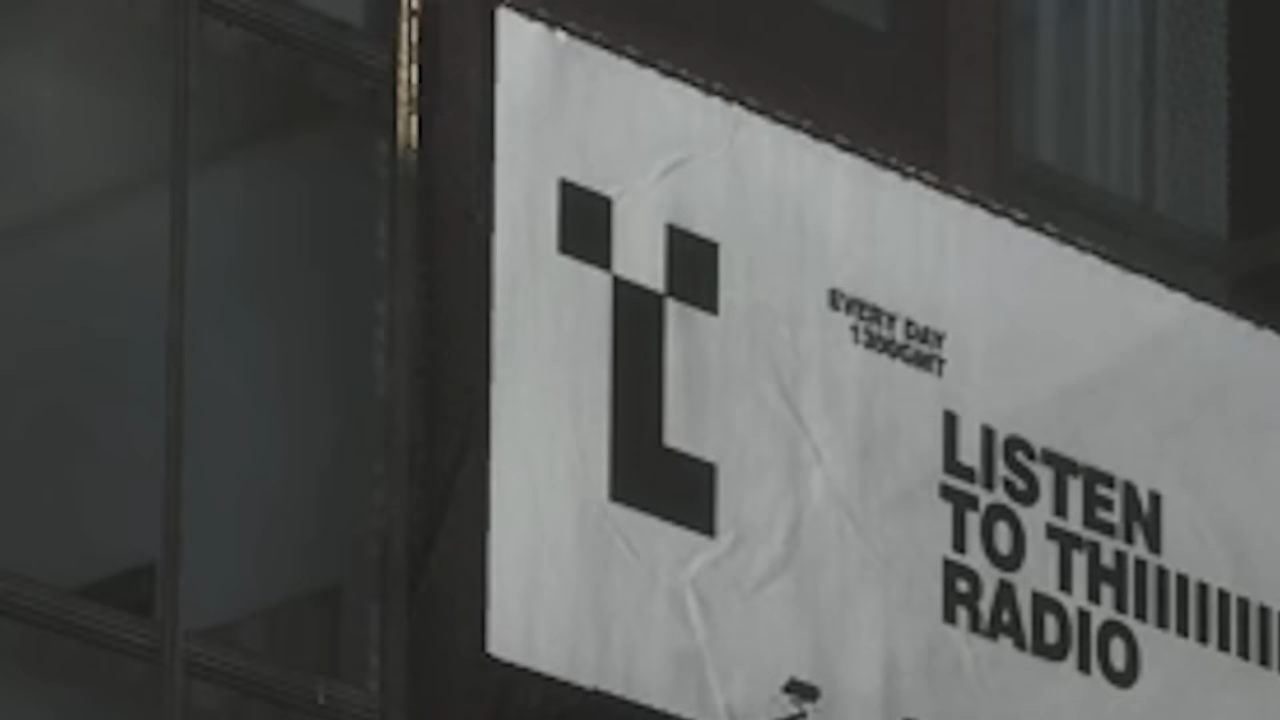 EVERY DAY
1300GMT
LISTEN
TO THIIIIIIII
RADIO